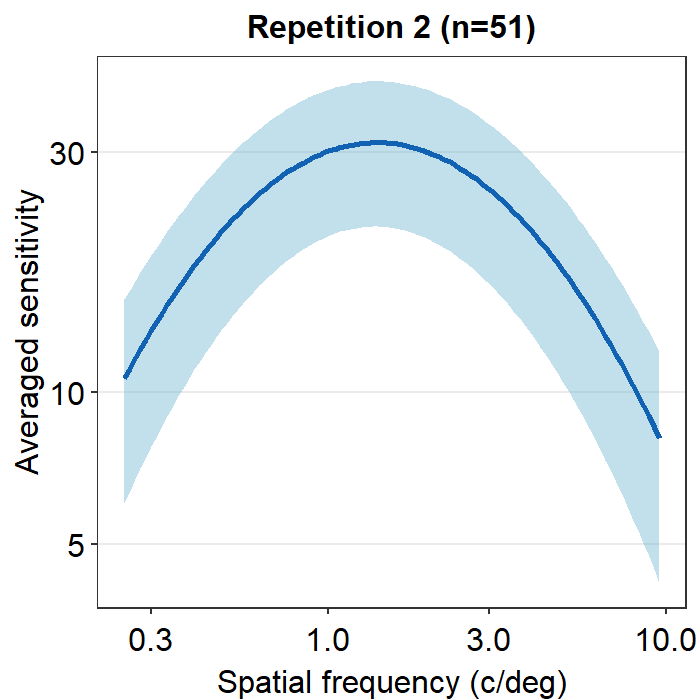 Repetition 2 (n=51)
Averaged sensitivity
30
10
5
0.3 1.0 3.0 10.0
Spatial frequency (c/deg)